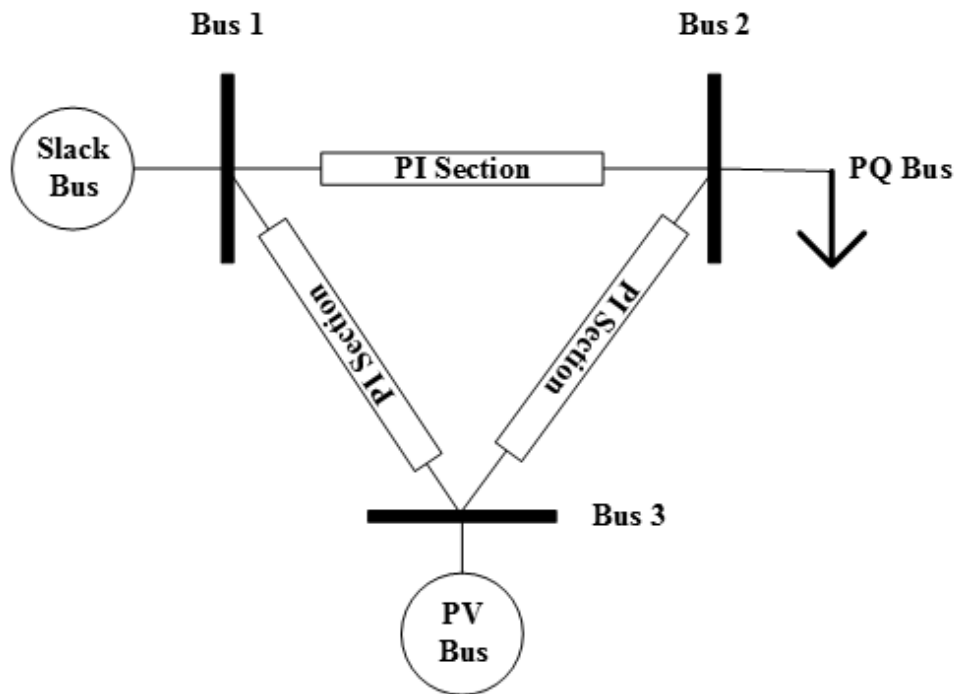 Bus 1
Bus 2
Slack
Bus
PI Section
PQ Bus
PI Section
PI Section
Bus 3
PV
Bus